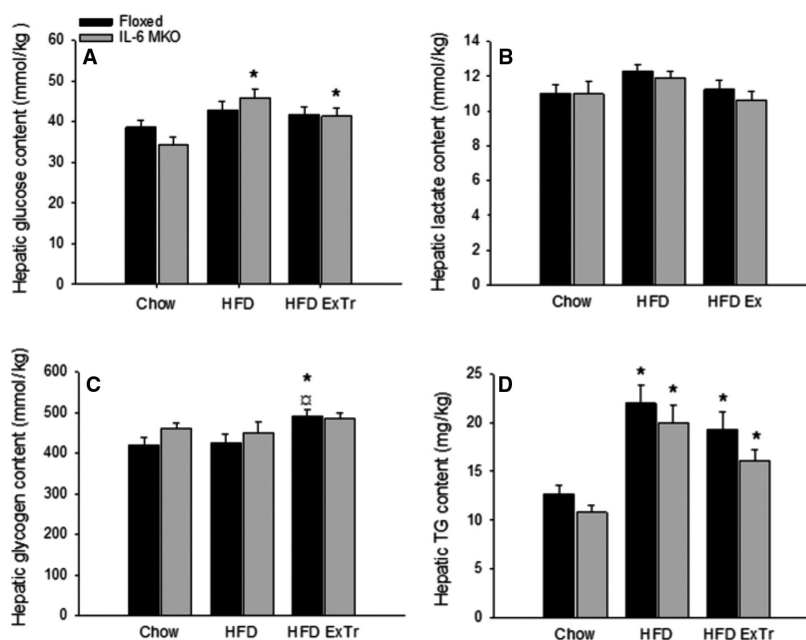 Floxed
IL-6 MKO
A
Hepatic glucose content (mmol/kg)
60
50
40
30
20
10
0
*
*
Chow HFD HFD ExTr
B
Hepatic lactate content (mmol/kg)
14
12
10
8
6
4
2
0
Chow HFD HFD Ex
C
Hepatic glycogen content (mmol/kg)
600
500
400
300
200
100
0
*
¤
Chow HFD HFD ExTr
D
Hepatic TG content (mg/kg)
25
20
15
10
5
0
*
*
*
*
Chow HFD HFD ExTr